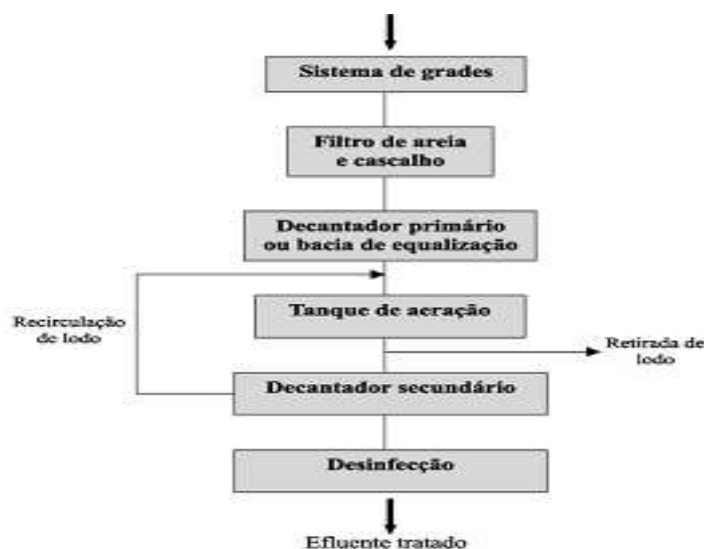 Sistema de grades
Filtro de areia
e cascalho
Decantador primário
ou bacia de equalização
Recirculação
de lodo
Tanque de aeração
Retirada de
lodo
Decantador secundário
Desinfecção
Efluente tratado